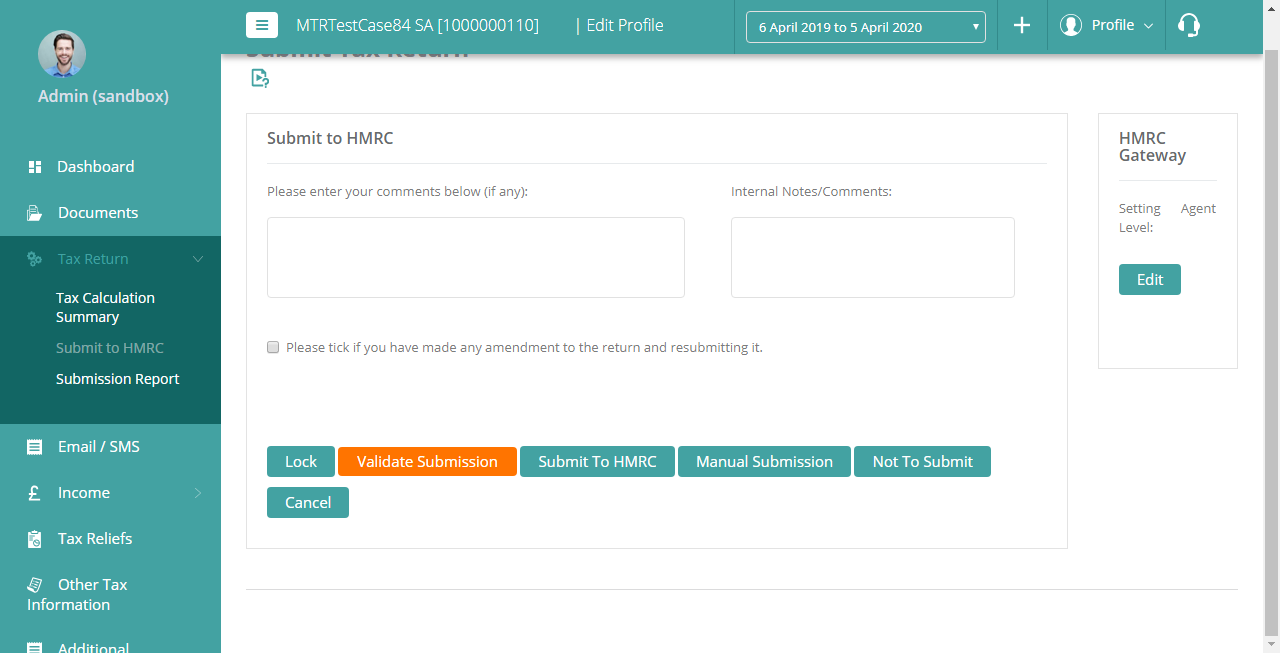 MTRTestCase84 SA [1000000110] | Edit Profile
6 April 2019 to 5 April 2020
Profile
Admin (sandbox)
Dashboard
Documents
Tax Return
Tax Calculation
Summary
Submit to HMRC
Submission Report
Email / SMS
£ Income
Tax Reliefs
Other Tax
Information
Additional
Submit Tax Return
Submit to HMRC
Please enter your comments below (if any):
Internal Notes/Comments:
Please tick if you have made any amendment to the return and resubmitting it.
Lock
Validate Submission
Submit To HMRC
Manual Submission
Not To Submit
Cancel
HMRC
Gateway
Setting Agent
Level:
Edit